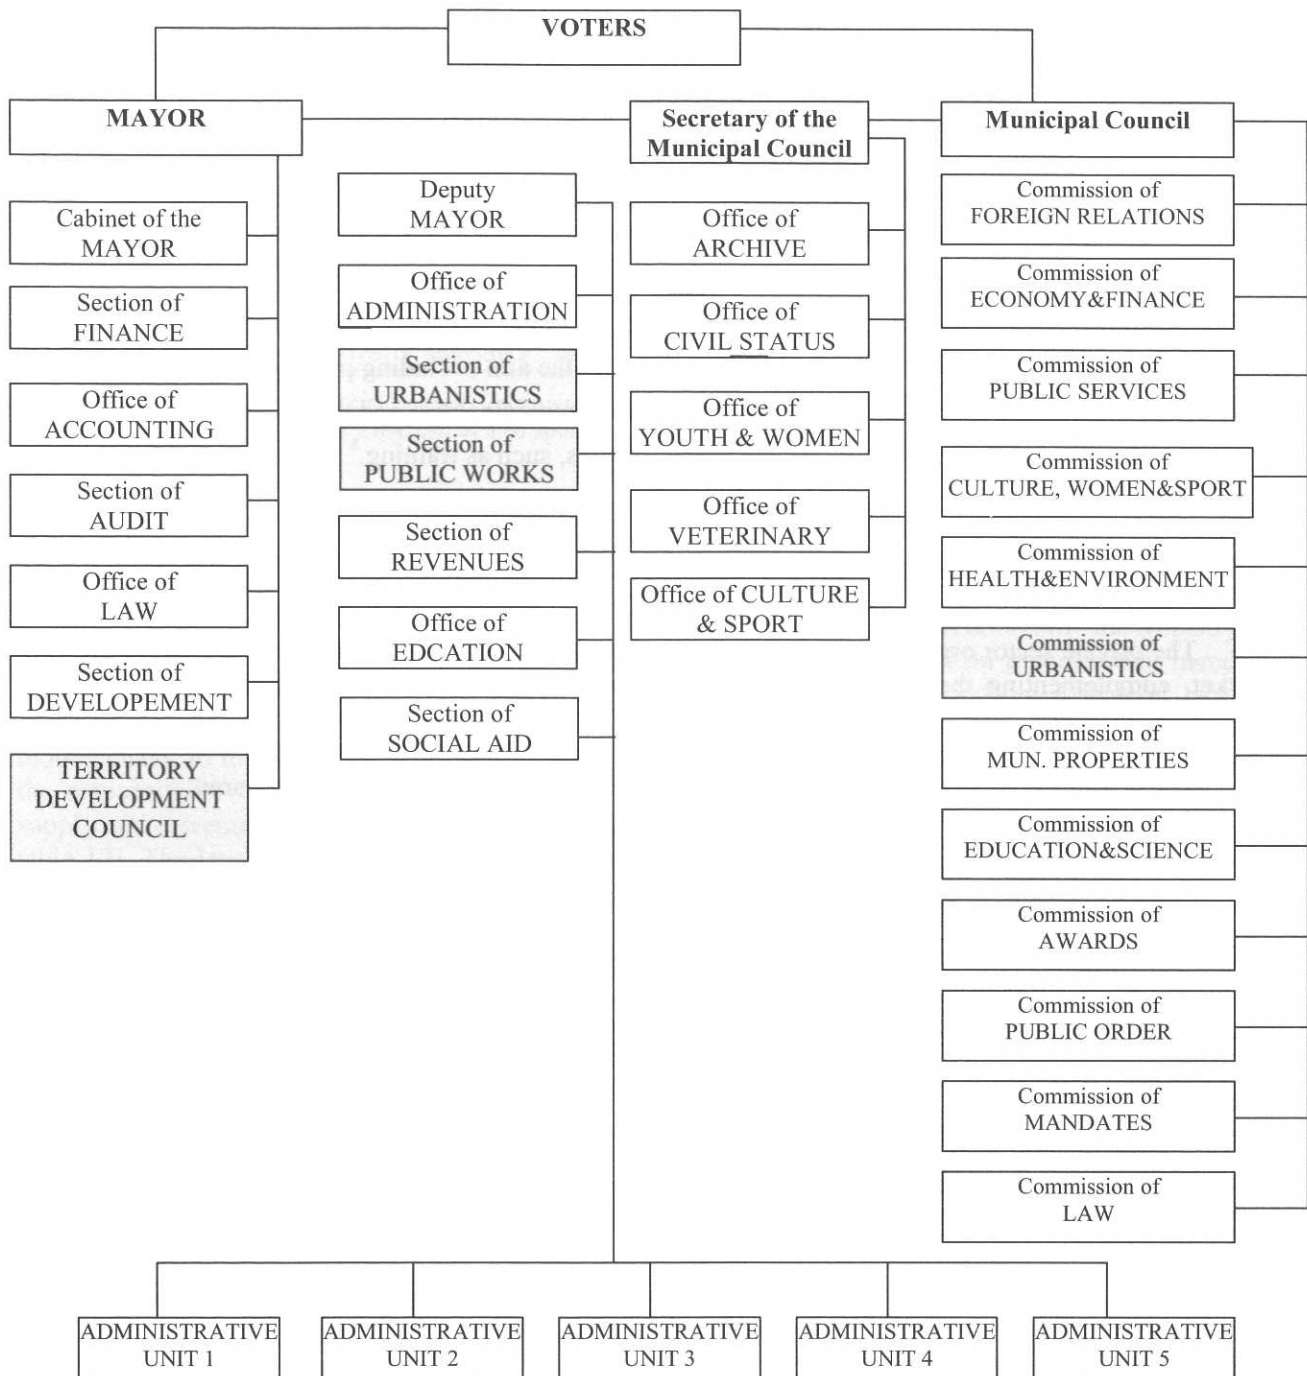 VOTERS
MAYOR
Cabinet of the
MAYOR
Section of
FINANCE
Office of
ACCOUNTING
Section of
AUDIT
Office of
LAW
Section of
DEVELOPEMENT
TERRITORY
DEVELOPMENT
COUNCIL
Deputy
MAYOR
Office of
ADMINISTRATION
Section of
URBANISTICS
Section of
PUBLIC WORKS
Section of
REVENUES
Office of
EDCATION
Section of
SOCIAL AID
Secretary of the
Municipal Council
Office of
ARCHIVE
Office of
CIVIL STATUS
Office of
YOUTH & WOMEN
Office of
VETERINARY
Office of CULTURE
& SPORT
Municipal Council
Commission of
FOREIGN RELATIONS
Commission of
ECONOMY&FINANCE
Commission of
PUBLIC SERVICES
Commission of
CULTURE, WOMEN&SPORT
Commission of
HEALTH&ENVIRONMENT
Commission of
URBANISTICS
Commission of
MUN. PROPERTIES
Commission of
EDUCATION&SCIENCE
Commission of
AWARDS
Commission of
PUBLIC ORDER
Commission of
MANDATES
Commission of
LAW
ADMINISTRATIVE
UNIT 1
ADMINISTRATIVE
UNIT 2
ADMINISTRATIVE
UNIT 3
ADMINISTRATIVE
UNIT 4
ADMINISTRATIVE
UNIT 5